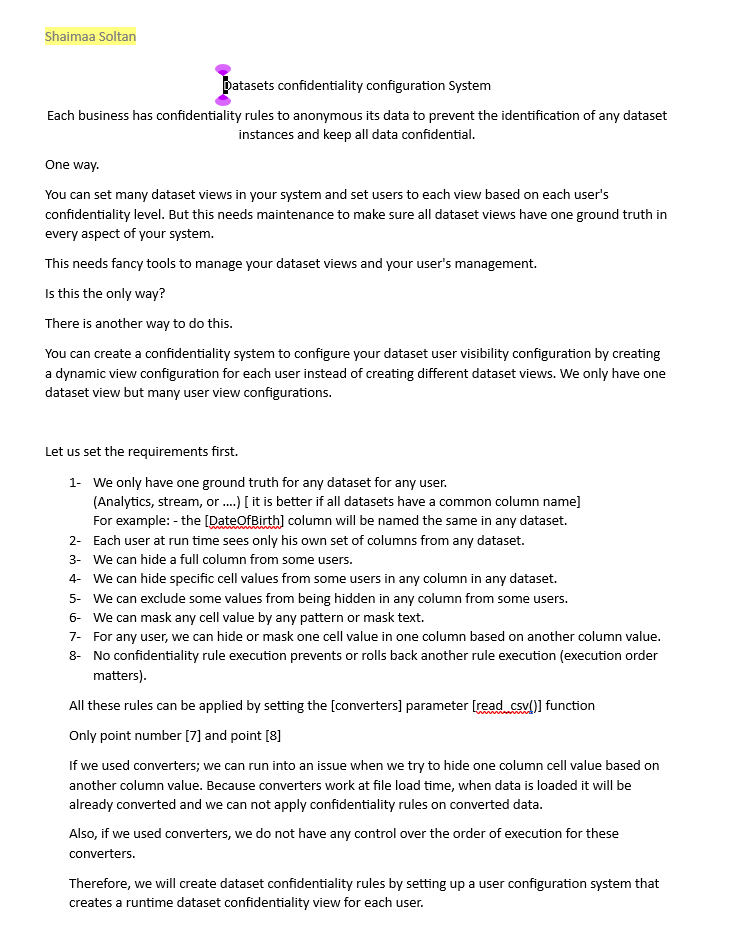 Shaimaa Soltan
Datasets confidentiality configuration System
Each business has confidentiality rules to anonymous its data to prevent the identification of any dataset
instances and keep all data confidential.
One way.
You can set many dataset views in your system and set users to each view based on each user's
confidentiality level. But this needs maintenance to make sure all dataset views have one ground truth in
every aspect of your system.
This needs fancy tools to manage your dataset views and your user's management.
Is this the only way?
There is another way to do this.
You can create a confidentiality system to configure your dataset user visibility configuration by creating
a dynamic view configuration for each user instead of creating different dataset views. We only have one
dataset view but many user view configurations.
Let us set the requirements first.
1- We only have one ground truth for any dataset for any user.
(Analytics, stream, or ….) [ it is better if all datasets have a common column name]
For example: - the [DateOfBirth] column will be named the same in any dataset.
2- Each user at run time sees only his own set of columns from any dataset.
3- We can hide a full column from some users.
4- We can hide specific cell values from some users in any column in any dataset.
5- We can exclude some values from being hidden in any column from some users.
6- We can mask any cell value by any pattern or mask text.
7- For any user, we can hide or mask one cell value in one column based on another column value.
8- No confidentiality rule execution prevents or rolls back another rule execution (execution order
matters).
All these rules can be applied by setting the [converters] parameter [read_csv()] function
Only point number [7] and point [8]
If we used converters; we can run into an issue when we try to hide one column cell value based on
another column value. Because converters work at file load time, when data is loaded it will be
already converted and we can not apply confidentiality rules on converted data.
Also, if we used converters, we do not have any control over the order of execution for these
converters.
Therefore, we will create dataset confidentiality rules by setting up a user configuration system that
creates a runtime dataset confidentiality view for each user.